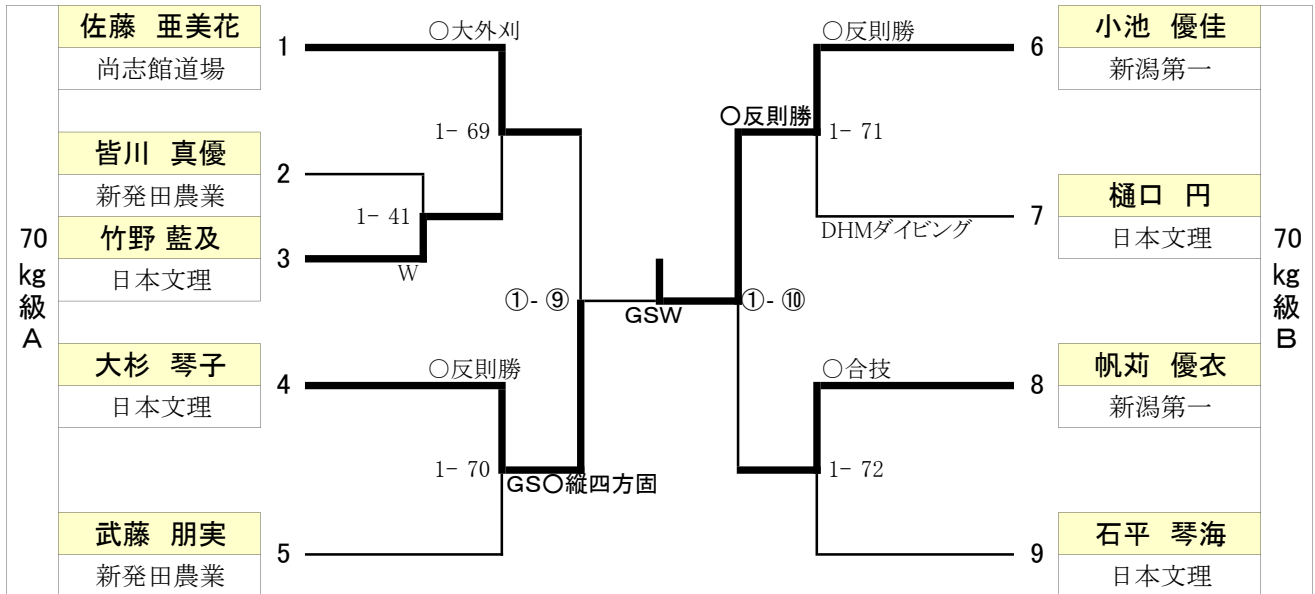 70
kg
級
A
佐藤　亜美花
尚志館道場
1
○大外刈
1- 69
皆川　真優
新発田農業
2
1- 41
竹野 藍及
日本文理
3
W
①- ⑨
大杉　琴子
日本文理
4
○反則勝
1- 70
GS○縦四方固
武藤　朋実
新発田農業
5
GSW
○反則勝
6
小池　優佳
新潟第一
○反則勝
1- 71
DHMダイビング
7
樋口　円
日本文理
①- ⑩
○合技
8
帆苅　優衣
新潟第一
1- 72
9
石平　琴海
日本文理
70
kg
級
B